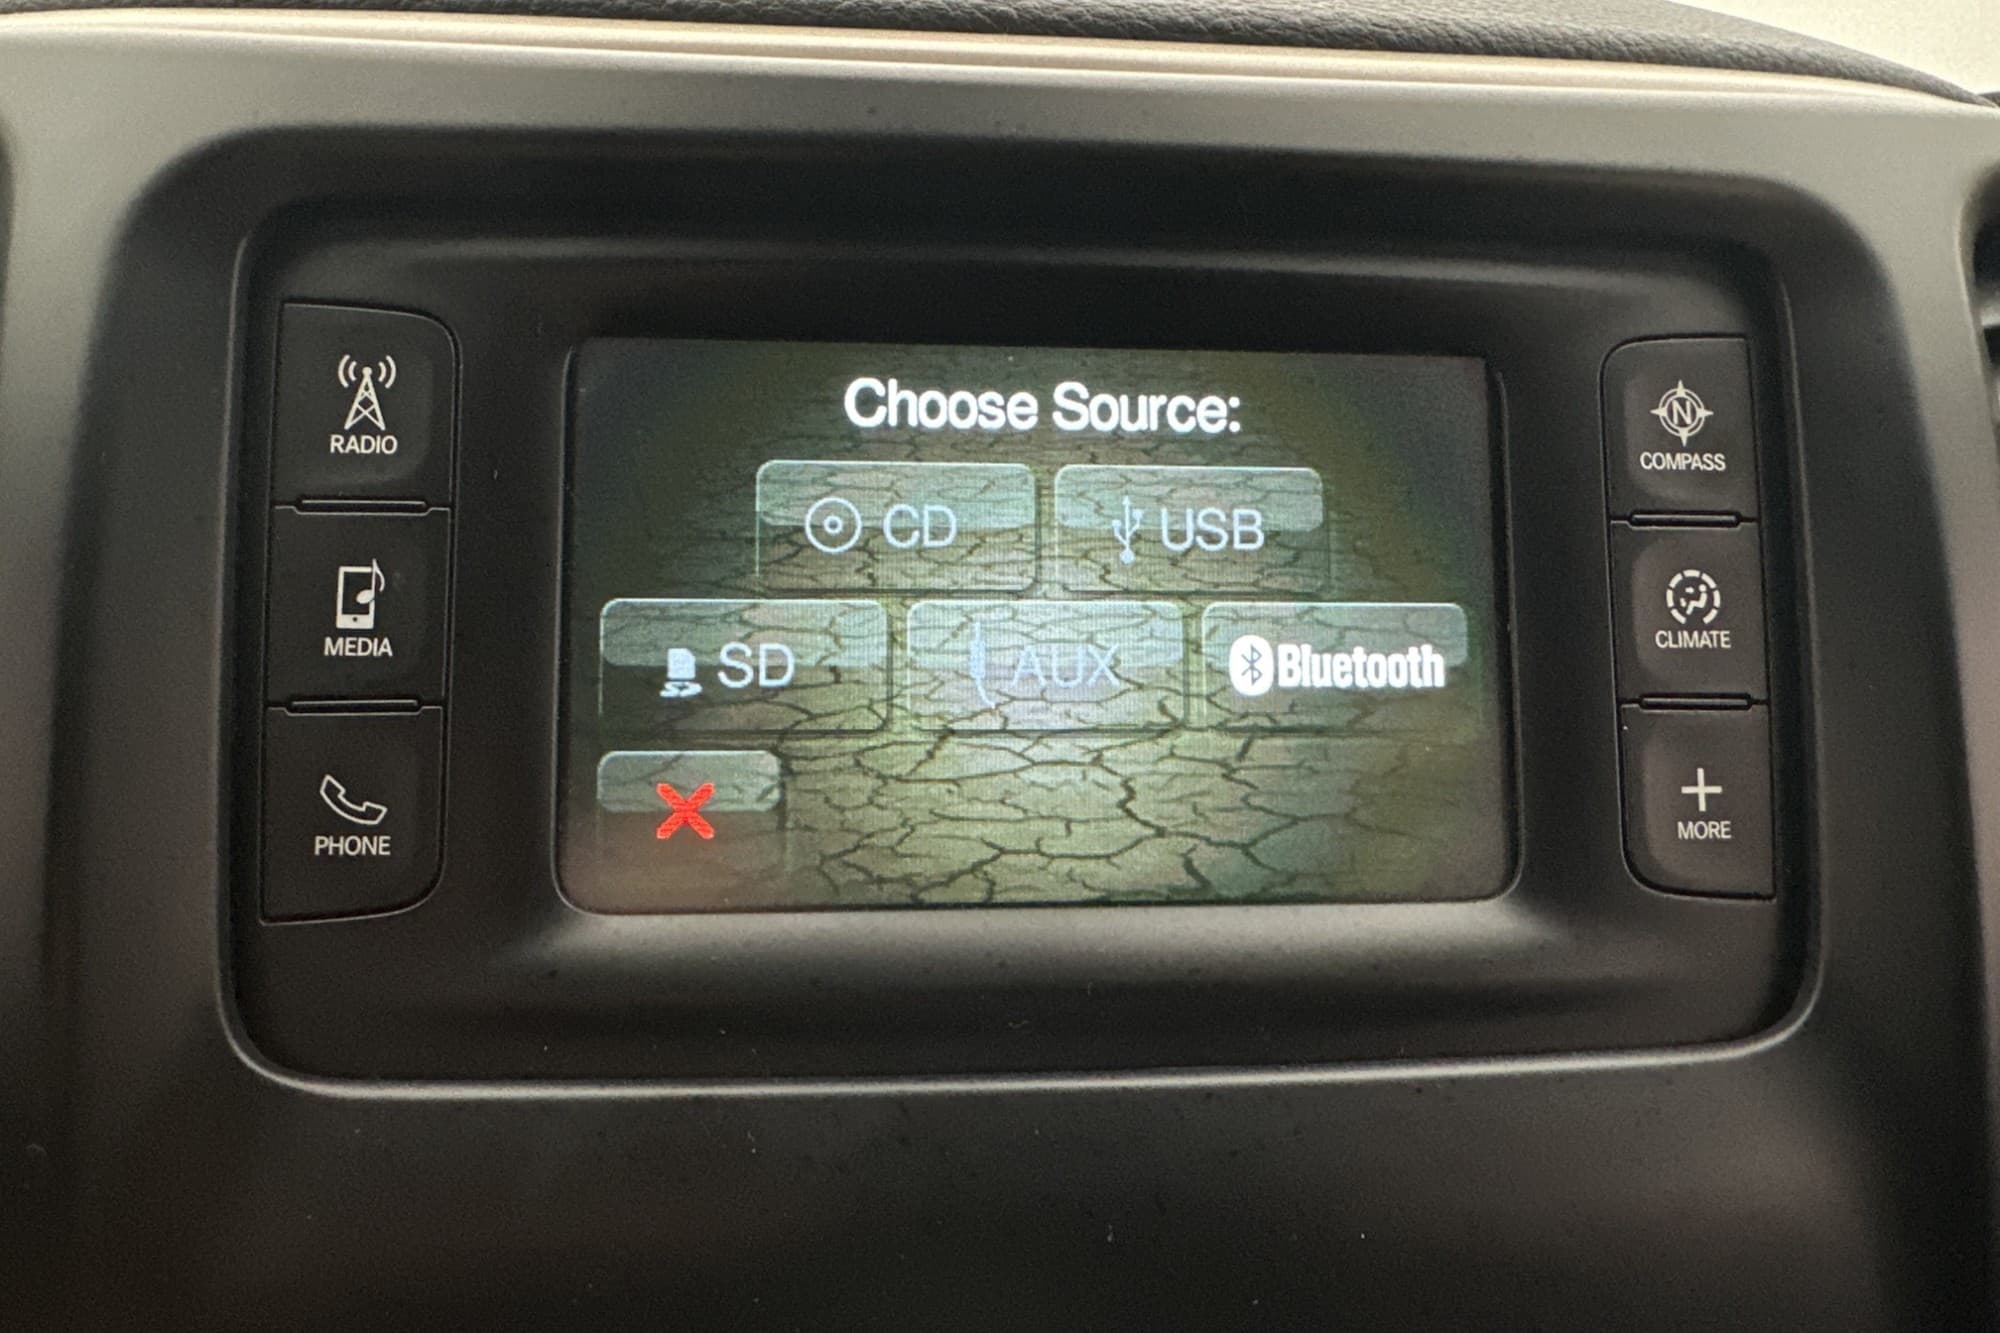 Choose Source:
CD
USB
SD
AUX
Bluetooth
RADIO
MEDIA
PHONE
N
COMPASS
CLIMATE
MORE